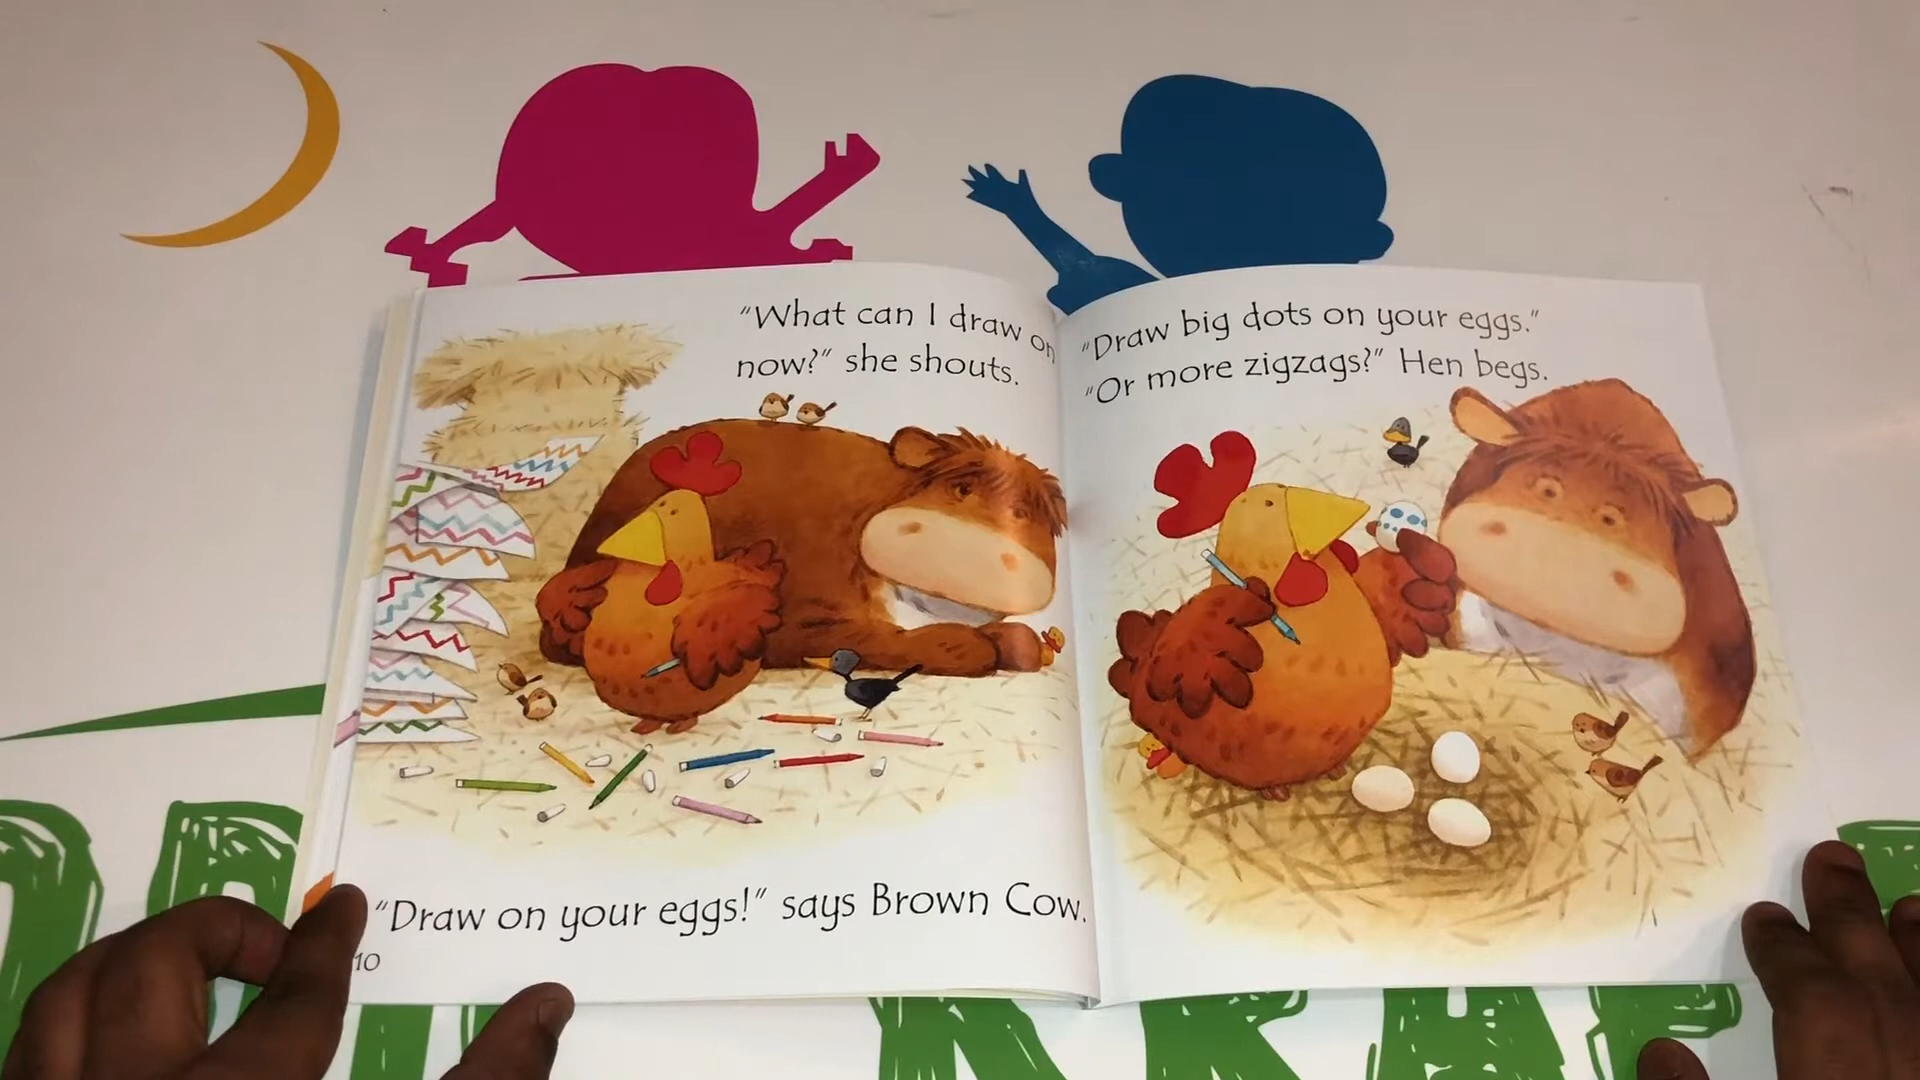 "What can I draw on
now?" she shouts.
"Draw on your eggs!" says Brown Cow.
10
"Draw big dots on your eggs."
"Or more zigzags?" Hen begs.